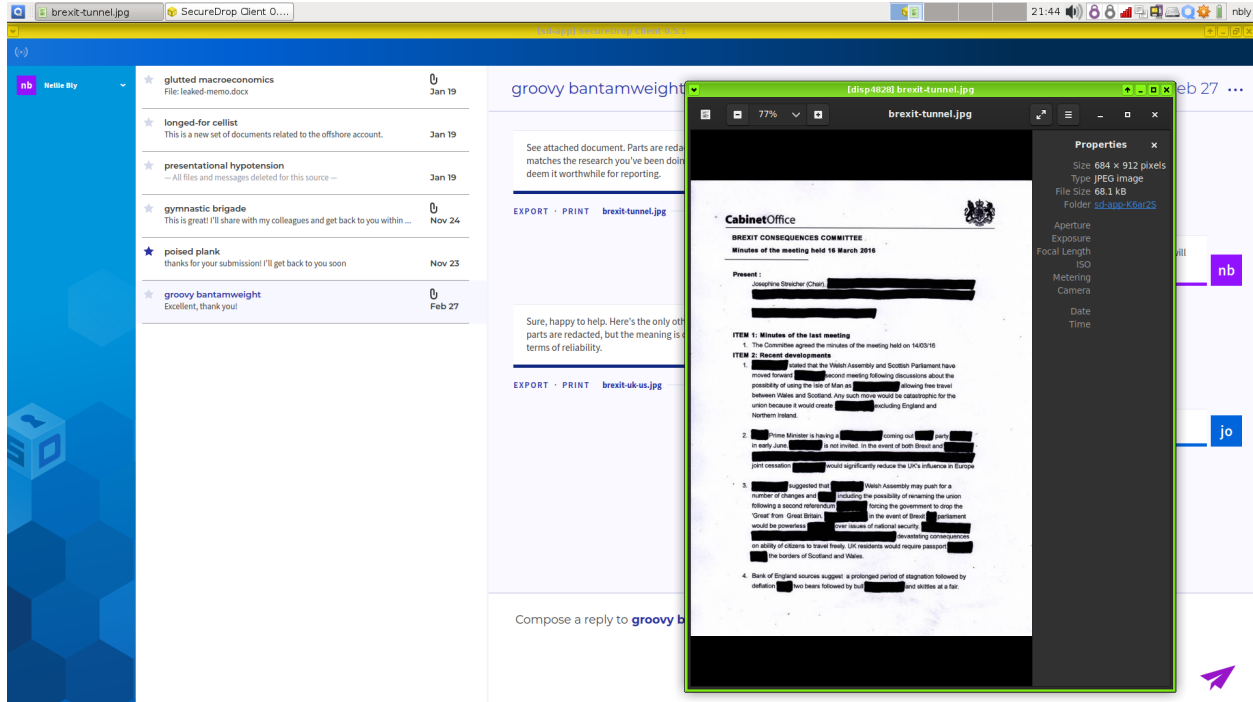 brexit-tunnel.jpg
SecureDrop Client 0....
21:44
nbly
[sd-app] SecureDrop Client 0.5.1
nb Nellie Bly
glutted macroeconomics
File: leaked-memo.docx
Jan 19
longed-for cellist
This is a new set of documents related to the offshore account.
Jan 19
presentational hypotension
— All files and messages deleted for this source —
Jan 19
gymnastic brigade
This is great! I'll share with my colleagues and get back to you within ...
Nov 24
poised plank
thanks for your submission! I'll get back to you soon
Nov 23
groovy bantamweight
Excellent, thank you!
Feb 27
SD
groovy bantamweight
eb 27
See attached document. Parts are reda
matches the research you've been doin
deem it worthwhile for reporting.
EXPORT · PRINT brexit-tunnel.jpg
will
nb
Sure, happy to help. Here's the only oth
parts are redacted, but the meaning is
terms of reliability.
EXPORT · PRINT brexit-uk-us.jpg
jo
Compose a reply to groovy b
[disp4828] brexit-tunnel.jpg
77%
brexit-tunnel.jpg
CabinetOffice
BREXIT CONSEQUENCES COMMITTEE
Minutes of the meeting held 16 March 2016
Present :
Josephine Streicher (Chair),
ITEM 1: Minutes of the last meeting
1. The Committee agreed the minutes of the meeting held on 14/03/16
ITEM 2: Recent developments
1. stated that the Welsh Assembly and Scottish Parliament have
moved forward second meeting following discussions about the
possibility of using the Isle of Man as allowing free travel
between Wales and Scotland. Any such move would be catastrophic for the
union because it would create excluding England and
Northern Ireland.
2. Prime Minister is having a coming out party
in early June. is not invited. In the event of both Brexit and
joint cessation would significantly reduce the UK's influence in Europe
3. suggested that Welsh Assembly may push for a
number of changes and including the possibility of renaming the union
following a second referendum forcing the government to drop the
'Great' from Great Britain. in the event of Brexit parliament
would be powerless over issues of national security.
devastating consequences
on ability of citizens to travel freely. UK residents would require passport
the borders of Scotland and Wales.
4. Bank of England sources suggest a prolonged period of stagnation followed by
deflation two bears followed by bull and skittles at a fair.
Properties
Size 684 × 912 pixels
Type JPEG image
File Size 68.1 kB
Folder sd-app-K6ar2S
Aperture
Exposure
Focal Length
ISO
Metering
Camera
Date
Time